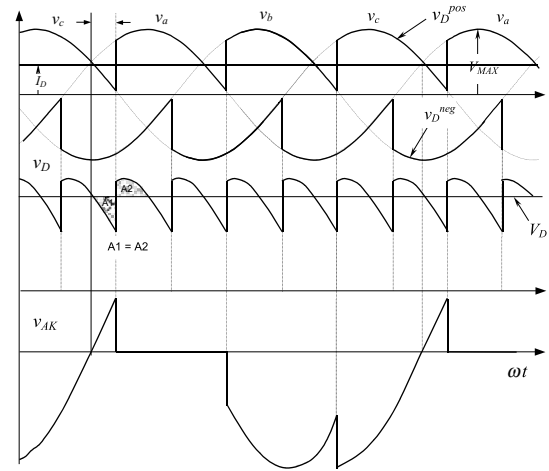 v_c v_a v_b v_c v_D^pos v_a
I_D V_MAX
v_D^neg
v_D
A1 A2
V_D
A1 = A2
v_AK
ωt